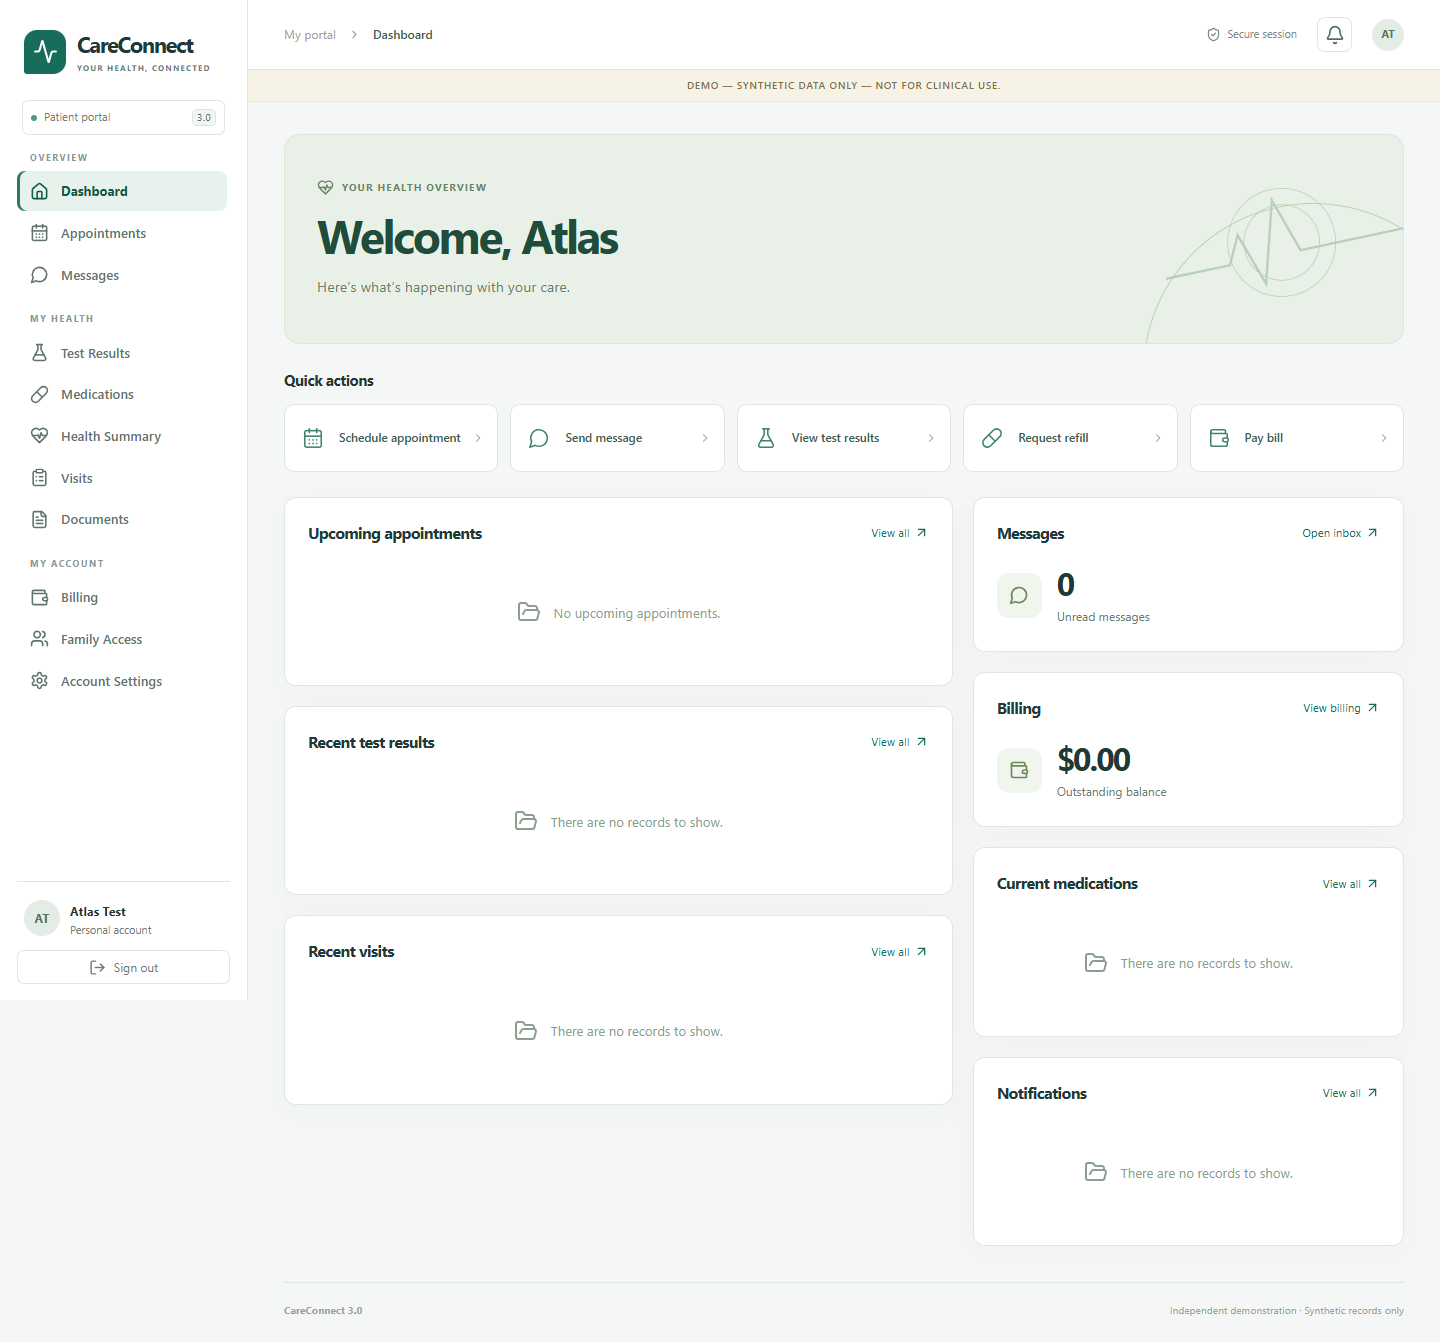 CareConnect
YOUR HEALTH, CONNECTED
Patient portal 3.0
OVERVIEW
Dashboard
Appointments
Messages
MY HEALTH
Test Results
Medications
Health Summary
Visits
Documents
MY ACCOUNT
Billing
Family Access
Account Settings
AT
Atlas Test
Personal account
Sign out
My portal > Dashboard
Secure session
AT
DEMO — SYNTHETIC DATA ONLY — NOT FOR CLINICAL USE.
YOUR HEALTH OVERVIEW
Welcome, Atlas
Here's what's happening with your care.
Quick actions
Schedule appointment
Send message
View test results
Request refill
Pay bill
Upcoming appointments
View all
No upcoming appointments.
Recent test results
View all
There are no records to show.
Recent visits
View all
There are no records to show.
Messages
Open inbox
0
Unread messages
Billing
View billing
$0.00
Outstanding balance
Current medications
View all
There are no records to show.
Notifications
View all
There are no records to show.
CareConnect 3.0
Independent demonstration · Synthetic records only